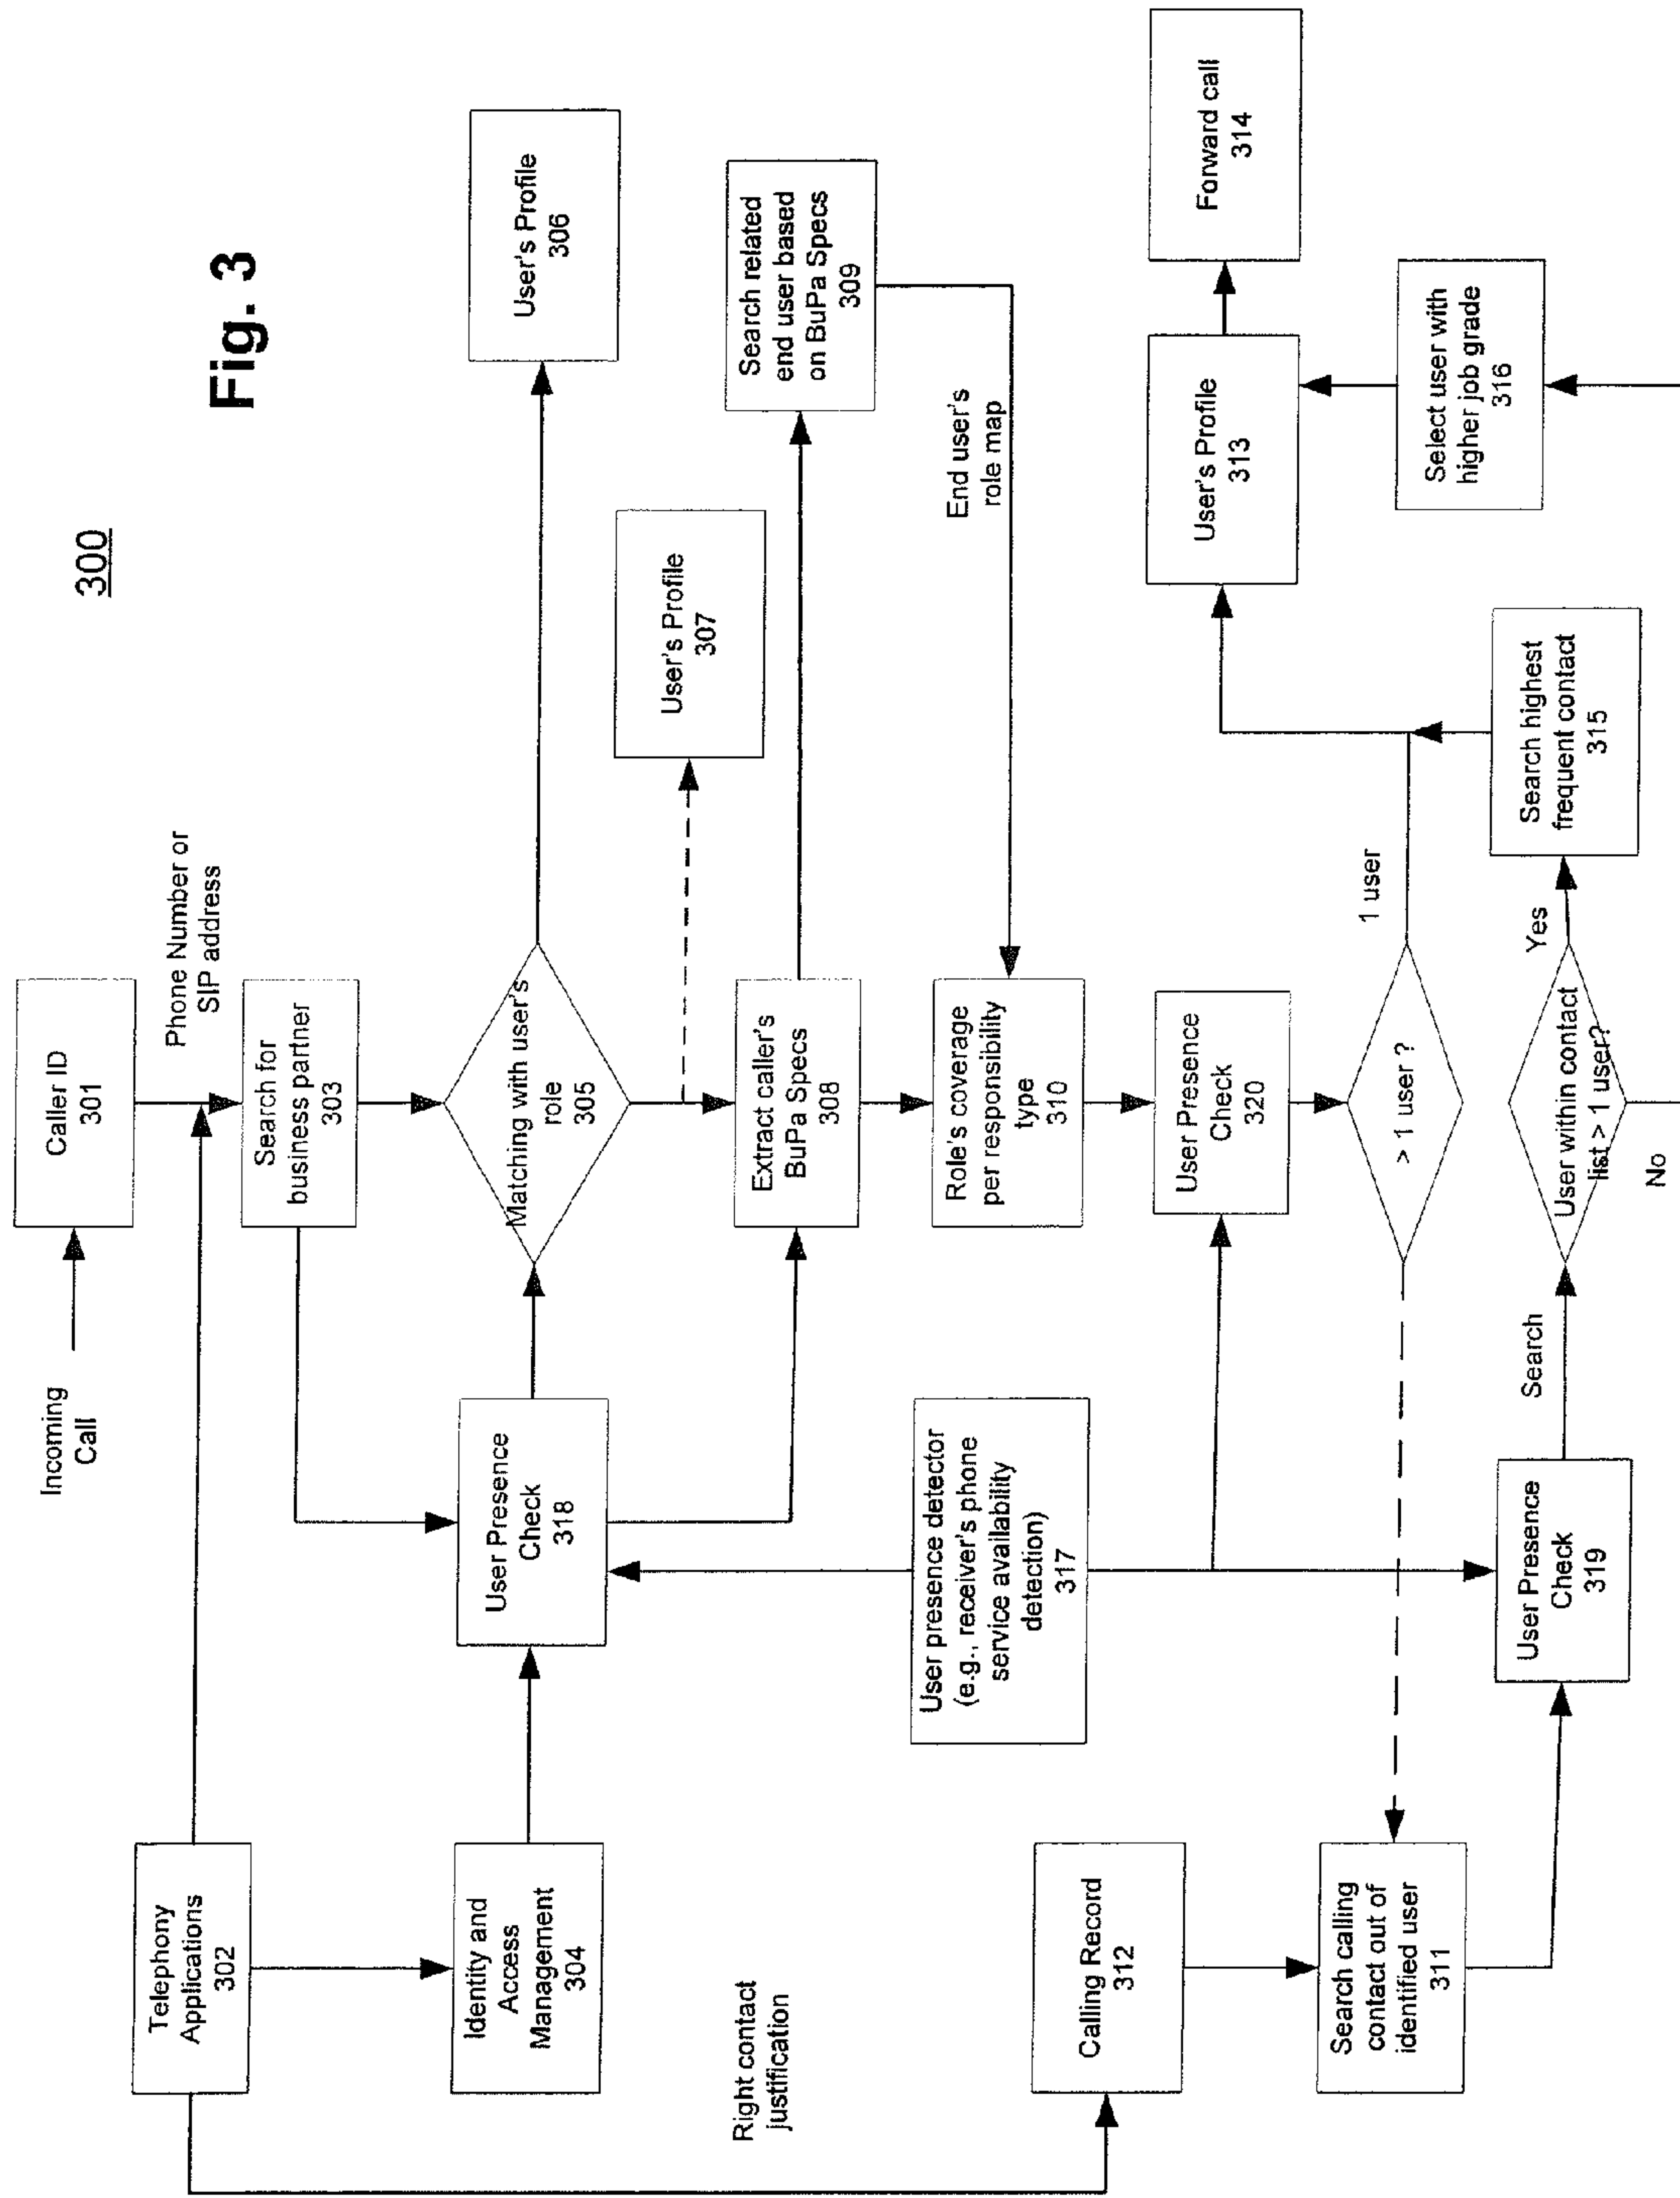 Fig. 3
300
Incoming
Call
Caller ID
301
Phone Number or
SIP address
Telephony
Applications
302
Search for
business partner
303
Identity and
Access
Management
304
User Presence
Check
318
Matching with user's
role
305
User's Profile
306
User's Profile
307
Extract caller's
BuPa Specs
308
Search related
end user based
on BuPa Specs
309
End user's
role map
Right contact
justification
User presence detector
(e.g., receiver's phone
service availability
detection)
317
Role's coverage
per responsibility
type
310
Calling Record
312
User Presence
Check
320
User's Profile
313
Forward call
314
Search calling
contact out of
identified user
311
> 1 user ?
1 user
Select user with
higher job grade
316
User Presence
Check
319
Search
User within contact
list > 1 user?
Yes
No
Search highest
frequent contact
315